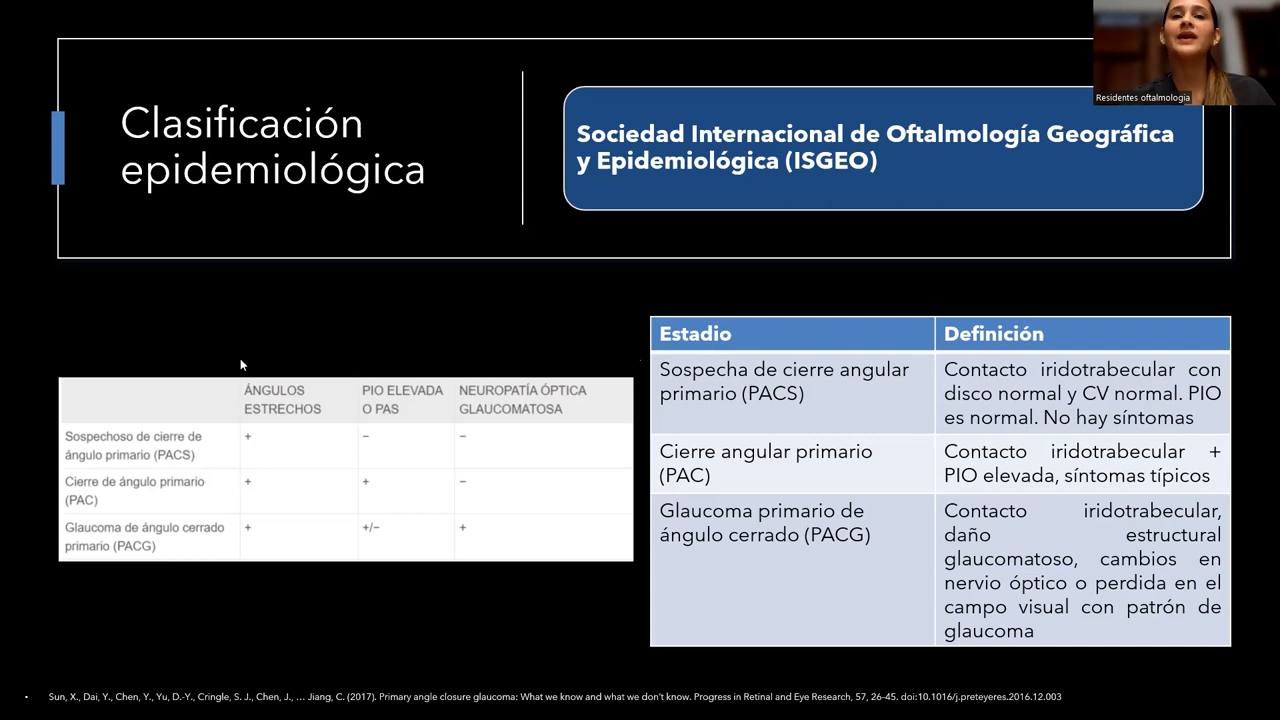 Clasificación
epidemiológica
Sociedad Internacional de Oftalmología Geográfica
y Epidemiológica (ISGEO)
Residentes oftalmologia
ÁNGULOS
ESTRECHOS
PIO ELEVADA
O PAS
NEUROPATÍA ÓPTICA
GLAUCOMATOSA
Sospechoso de cierre de
ángulo primario (PACS)
+
−
−
Cierre de ángulo primario
(PAC)
+
+
−
Glaucoma de ángulo cerrado
primario (PACG)
+
+/−
+
Estadio
Definición
Sospecha de cierre angular
primario (PACS)
Contacto iridotrabecular con
disco normal y CV normal. PIO
es normal. No hay síntomas
Cierre angular primario
(PAC)
Contacto iridotrabecular +
PIO elevada, síntomas típicos
Glaucoma primario de
ángulo cerrado (PACG)
Contacto iridotrabecular,
daño estructural
glaucomatoso, cambios en
nervio óptico o perdida en el
campo visual con patrón de
glaucoma
• Sun, X., Dai, Y., Chen, Y., Yu, D.-Y., Cringle, S. J., Chen, J., … Jiang, C. (2017). Primary angle closure glaucoma: What we know and what we don't know. Progress in Retinal and Eye Research, 57, 26-45. doi:10.1016/j.preteyeres.2016.12.003